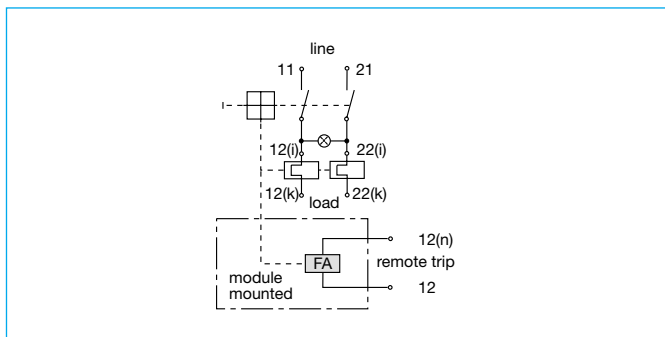 line
11 21
12(i) 22(i)
12(k) 22(k)
load
12(n)
FA remote trip
module
mounted
12